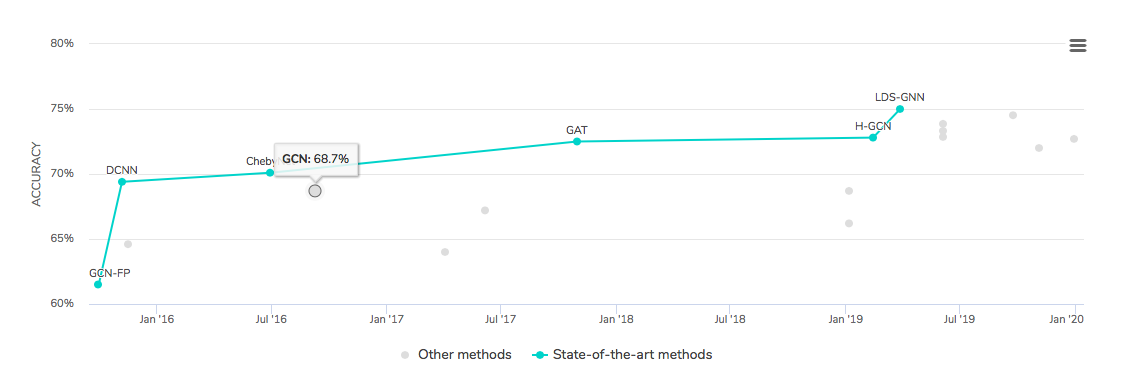 80%
75%
70%
65%
60%
ACCURACY
GCN-FP
DCNN
Cheby
GCN: 68.7%
GAT
H-GCN
LDS-GNN
Jan '16
Jul '16
Jan '17
Jul '17
Jan '18
Jul '18
Jan '19
Jul '19
Jan '20
Other methods
State-of-the-art methods